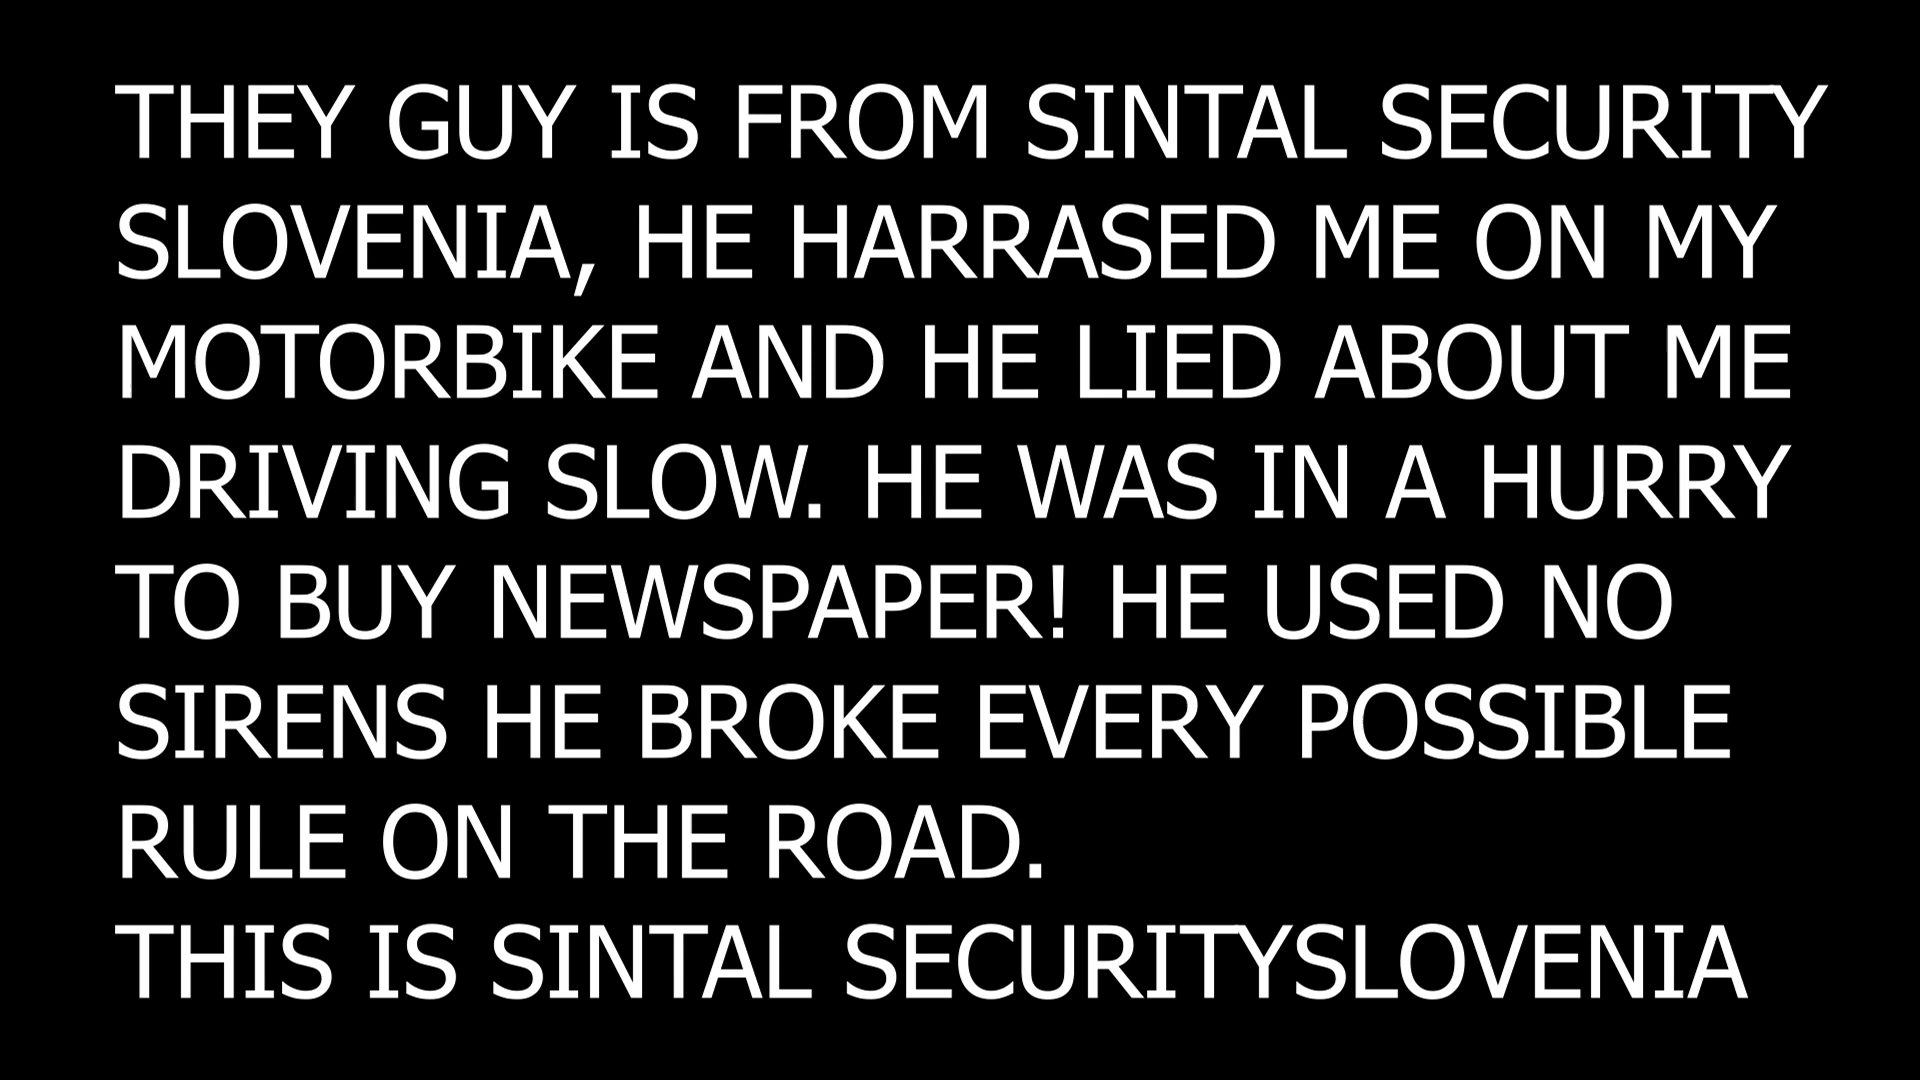 THEY GUY IS FROM SINTAL SECURITY
SLOVENIA, HE HARRASED ME ON MY
MOTORBIKE AND HE LIED ABOUT ME
DRIVING SLOW. HE WAS IN A HURRY
TO BUY NEWSPAPER! HE USED NO
SIRENS HE BROKE EVERY POSSIBLE
RULE ON THE ROAD.
THIS IS SINTAL SECURITYSLOVENIA